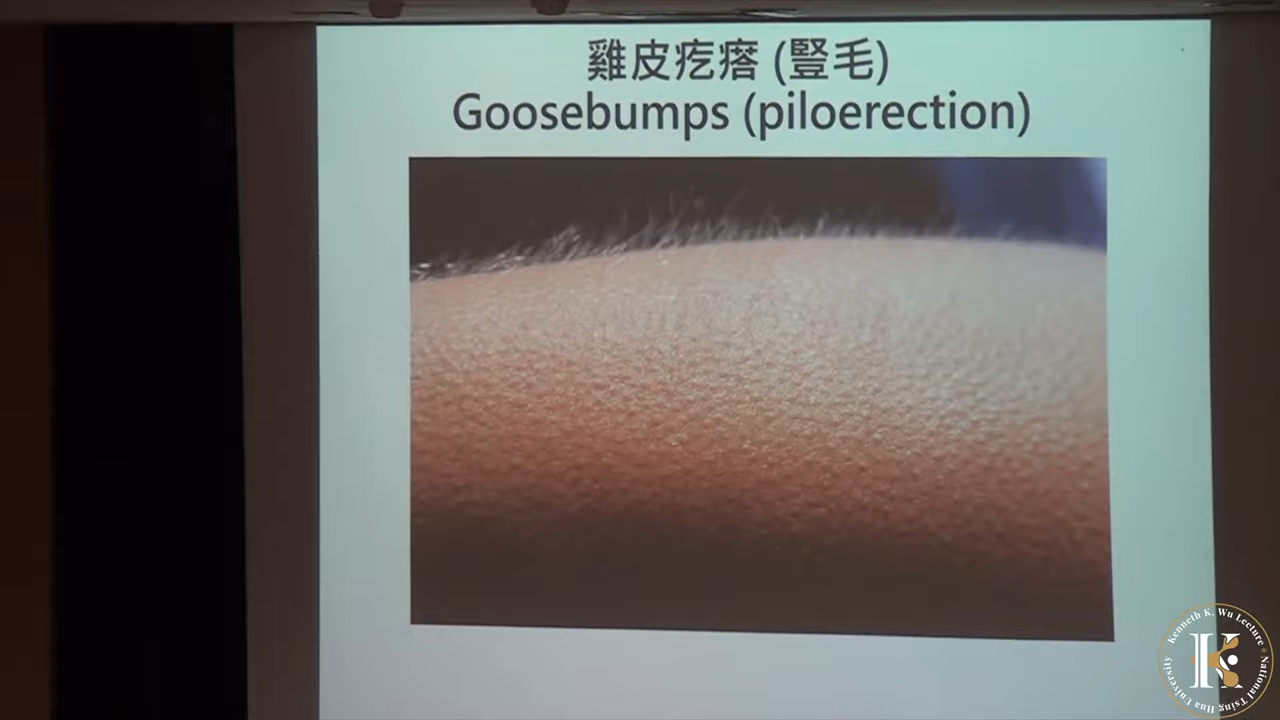 雞皮疙瘩 (豎毛)
Goosebumps (piloerection)
Kenneth K. Wu Lecture
National Tsing Hua University
K